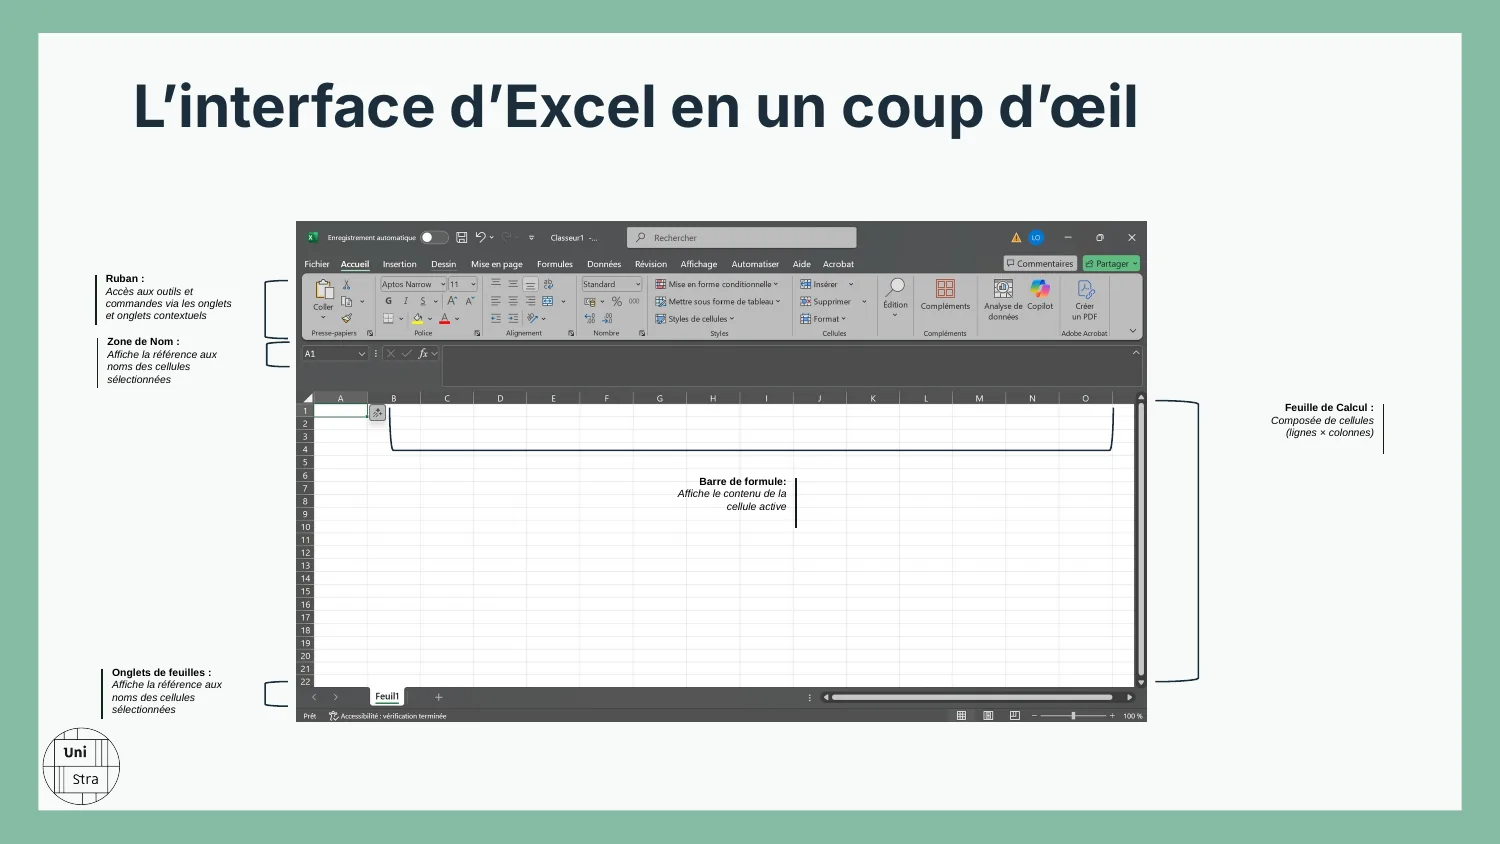 L’interface d’Excel en un coup d’œil
Enregistrement automatique
Classeur1 -...
Rechercher
LO
Fichier Accueil Insertion Dessin Mise en page Formules Données Révision Affichage Automatiser Aide Acrobat
Commentaires
Partager
Ruban :
Accès aux outils et
commandes via les onglets
et onglets contextuels
Coller
Presse-papiers
Aptos Narrow 11
G I S A A
A
Police
ab
Alignement
Standard
% 000
Nombre
Mise en forme conditionnelle
Mettre sous forme de tableau
Styles de cellules
Styles
Insérer
Supprimer
Format
Cellules
Édition
Compléments
Compléments
Analyse de
données
Copilot
Créer
un PDF
Adobe Acrobat
Zone de Nom :
Affiche la référence aux
noms des cellules
sélectionnées
A1
fx
A B C D E F G H I J K L M N O
1
2
3
4
5
6
7
8
9
10
11
12
13
14
15
16
17
18
19
20
21
22
Barre de formule:
Affiche le contenu de la
cellule active
Feuille de Calcul :
Composée de cellules
(lignes × colonnes)
Onglets de feuilles :
Affiche la référence aux
noms des cellules
sélectionnées
Feuil1
Prêt
Accessibilité : vérification terminée
100 %
Uni
Stra